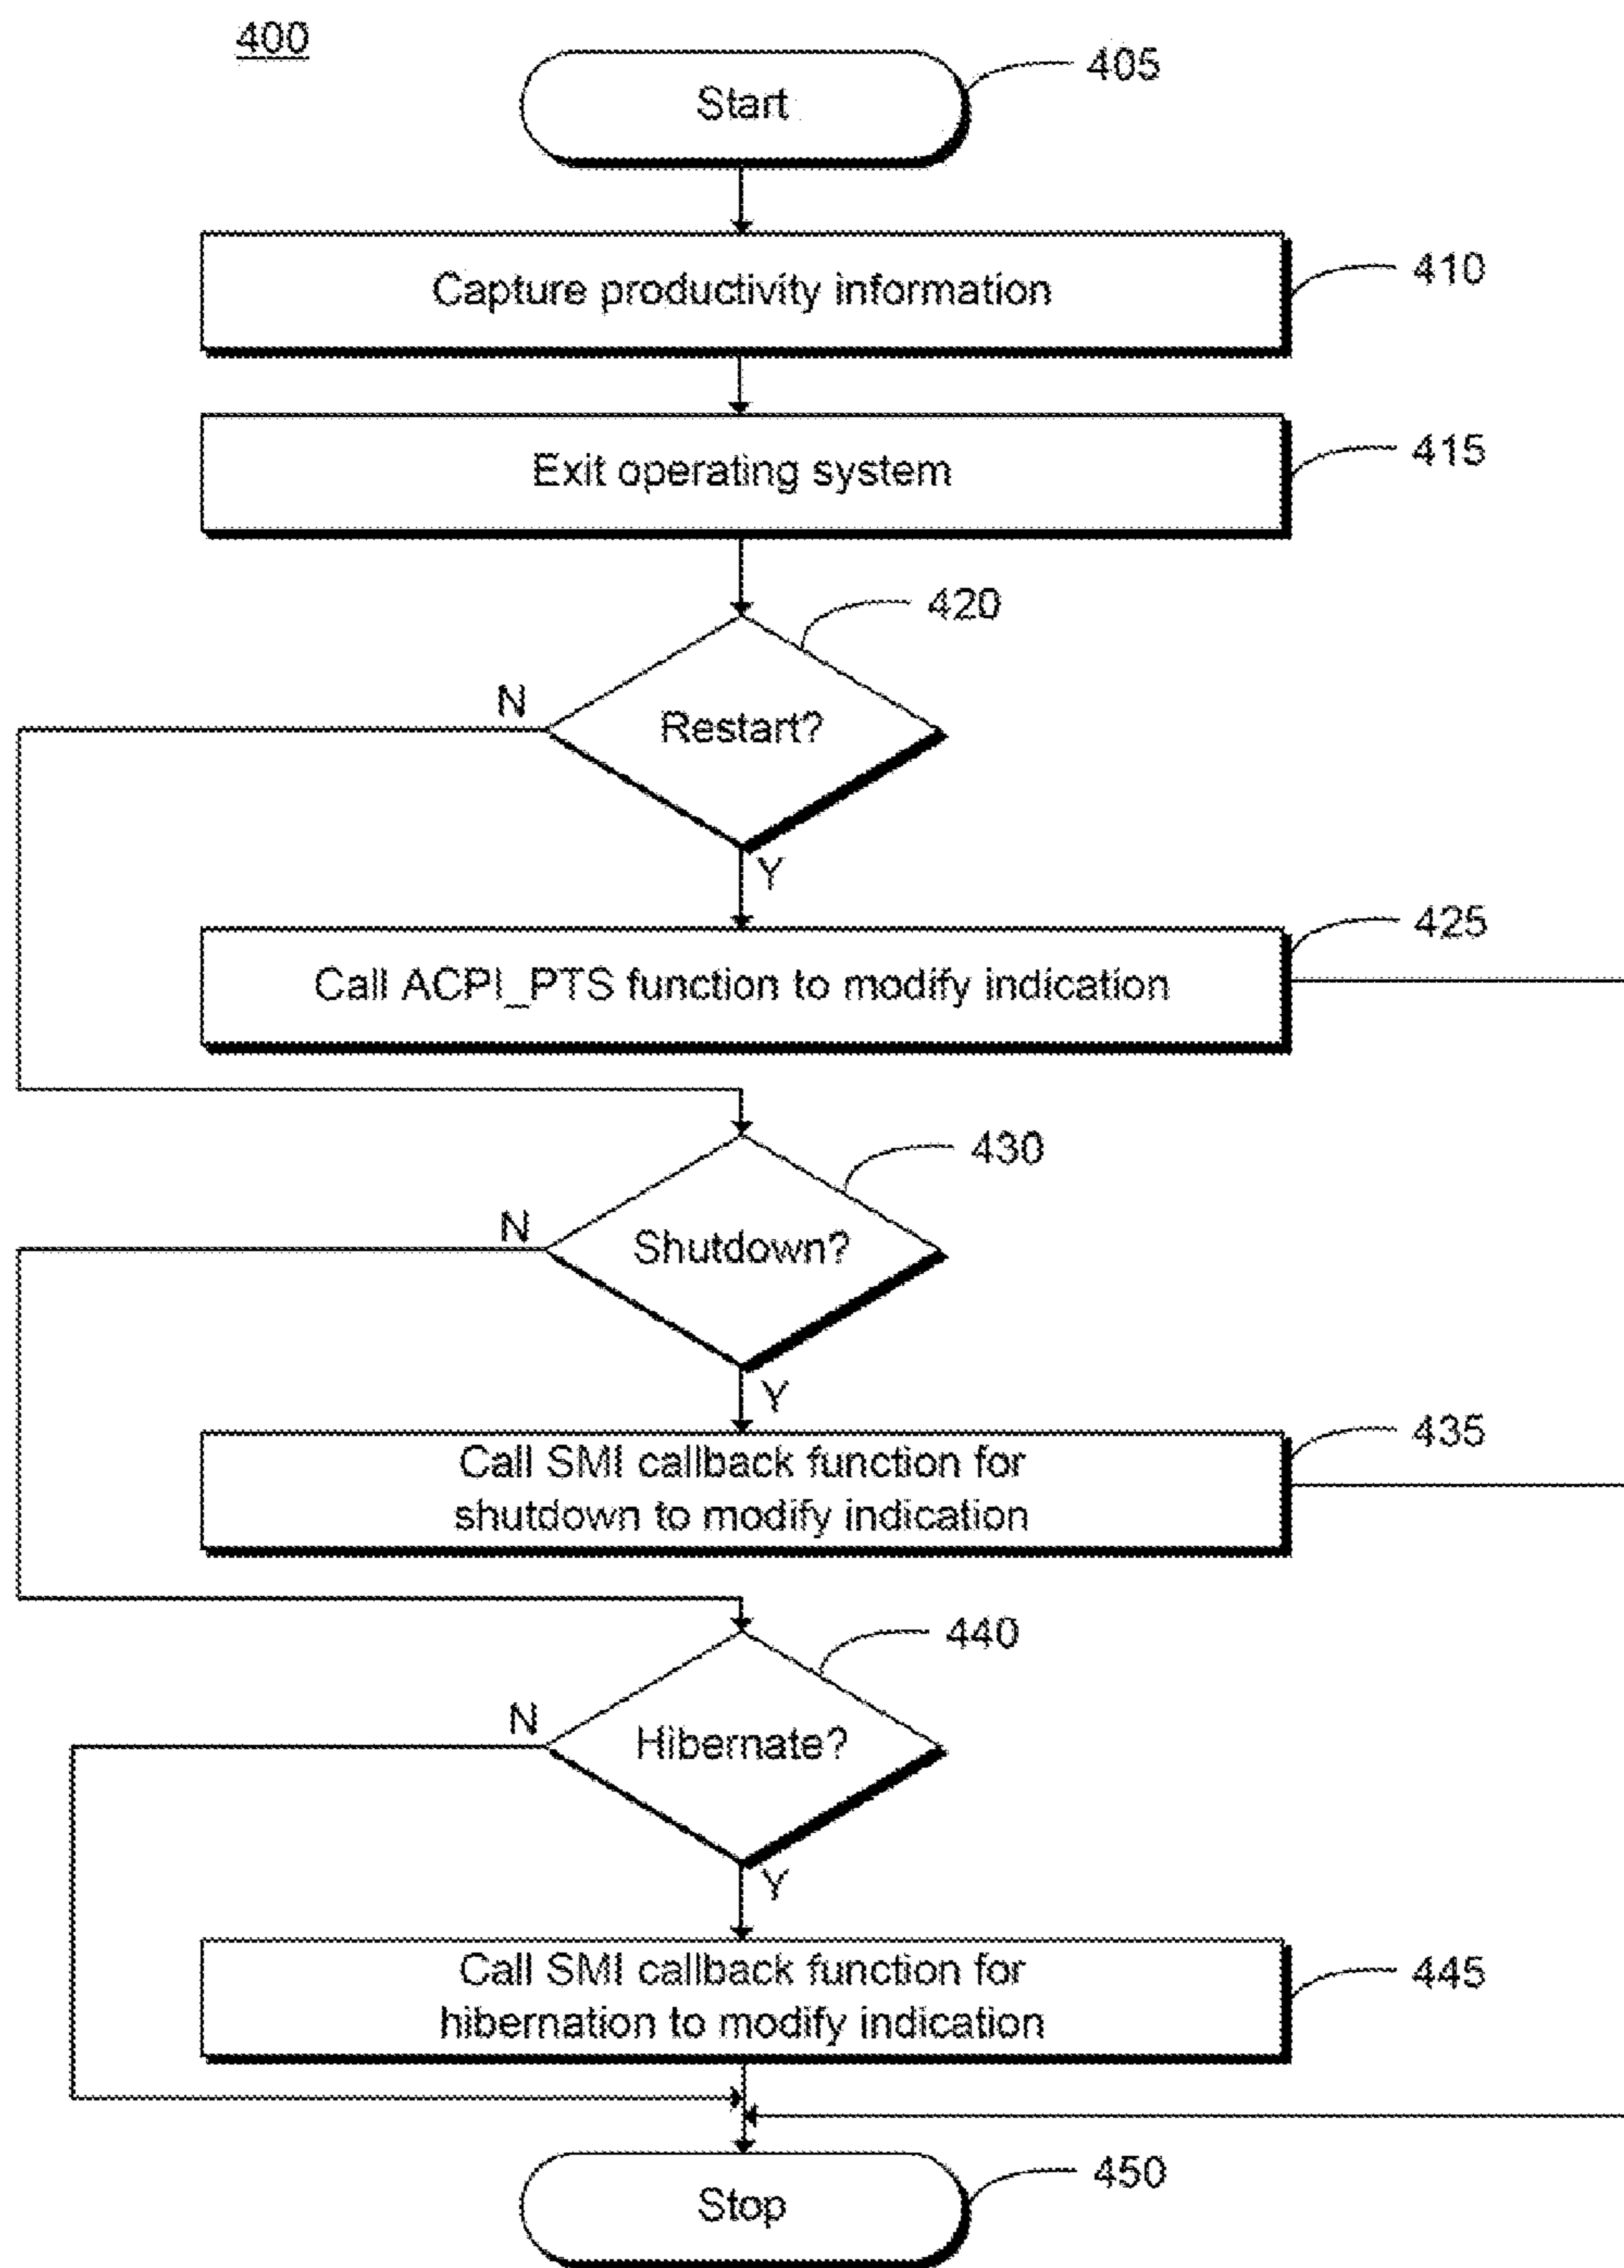 400
Start
405
Capture productivity information
410
Exit operating system
415
420
N
Restart?
Y
425
Call ACPI_PTS function to modify indication
430
N
Shutdown?
Y
435
Call SMI callback function for
shutdown to modify indication
440
N
Hibernate?
Y
Call SMI callback function for
445
hibernation to modify indication
450
Stop